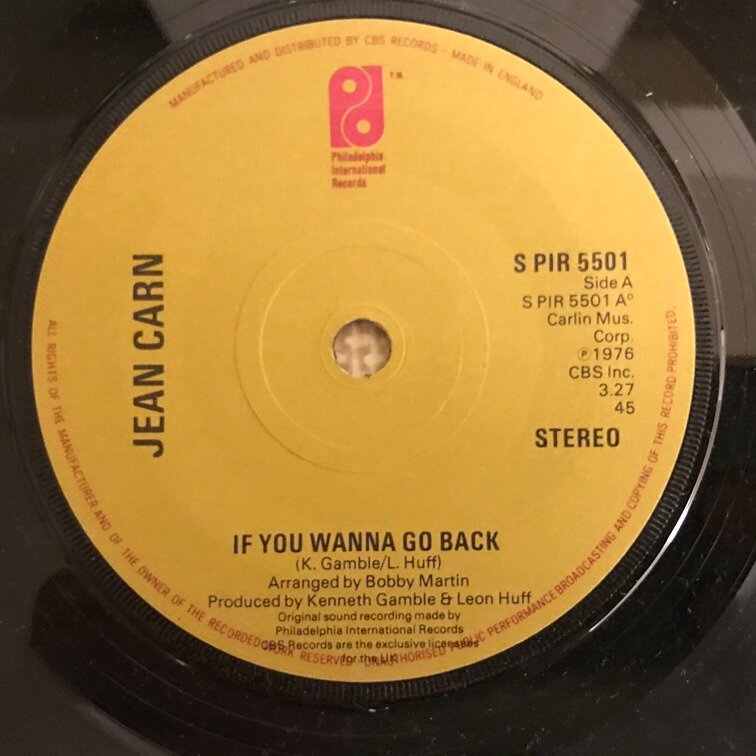 MANUFACTURED AND DISTRIBUTED BY CBS RECORDS - MADE IN ENGLAND
T.M.
Philadelphia
International
Records
JEAN CARN
S PIR 5501
Side A
S PIR 5501 A°
Carlin Mus.
Corp.
℗1976
CBS Inc.
3.27
45
STEREO
IF YOU WANNA GO BACK
(K. Gamble/L. Huff)
Arranged by Bobby Martin
Produced by Kenneth Gamble & Leon Huff
Original sound recording made by
Philadelphia International Records
CBS Records are the exclusive licensees
for the UK
ALL RIGHTS OF THE MANUFACTURER AND OF THE OWNER OF THE RECORDED WORK RESERVED UNAUTHORISED PUBLIC PERFORMANCE BROADCASTING AND COPYING OF THIS RECORD PROHIBITED.